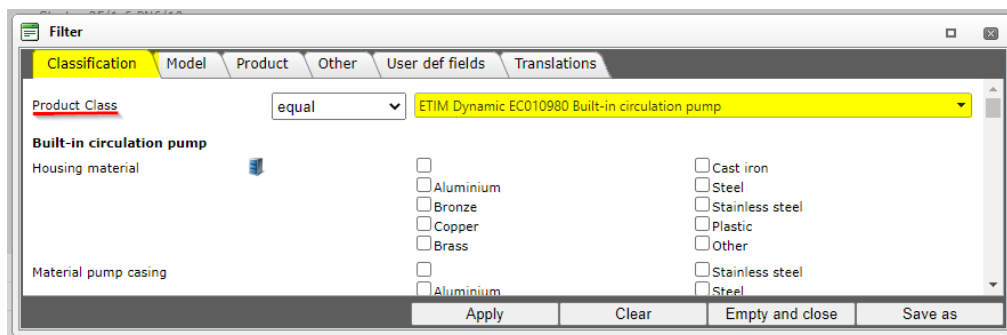 Filter
Classification Model Product Other User def fields Translations
Product Class equal ETIM Dynamic EC010980 Built-in circulation pump
Built-in circulation pump
Housing material Cast iron
Aluminium Steel
Bronze Stainless steel
Copper Plastic
Brass Other
Material pump casing Stainless steel
Aluminium Steel
Apply Clear Empty and close Save as